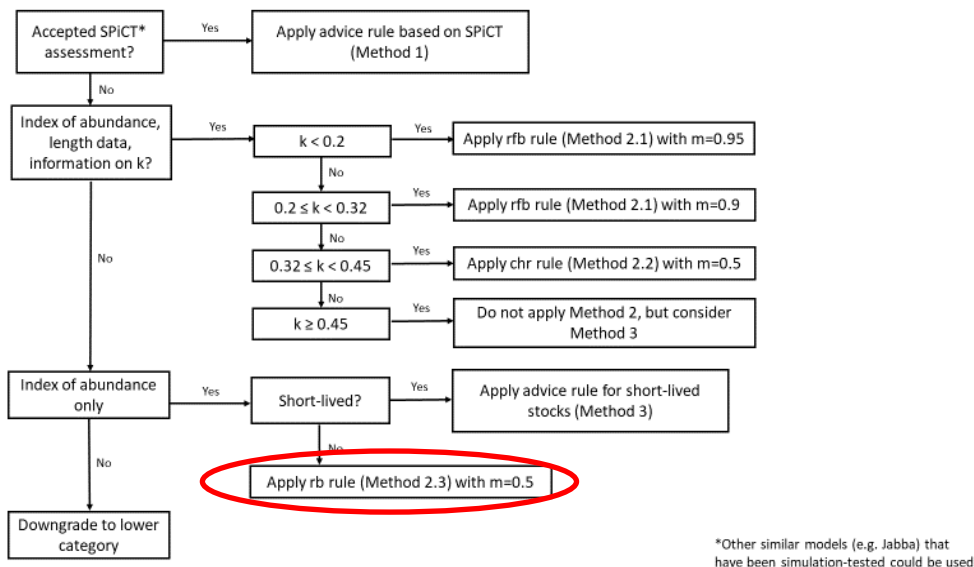 Accepted SPiCT*
assessment?
Yes
Apply advice rule based on SPiCT
(Method 1)
No
Index of abundance,
length data,
information on k?
Yes
k < 0.2
Yes
Apply rfb rule (Method 2.1) with m=0.95
No
0.2 ≤ k < 0.32
Yes
Apply rfb rule (Method 2.1) with m=0.9
No
0.32 ≤ k < 0.45
Yes
Apply chr rule (Method 2.2) with m=0.5
No
k ≥ 0.45
Yes
Do not apply Method 2, but consider
Method 3
No
Index of abundance
only
Yes
Short-lived?
Yes
Apply advice rule for short-lived
stocks (Method 3)
No
Apply rb rule (Method 2.3) with m=0.5
No
Downgrade to lower
category
*Other similar models (e.g. Jabba) that
have been simulation-tested could be used